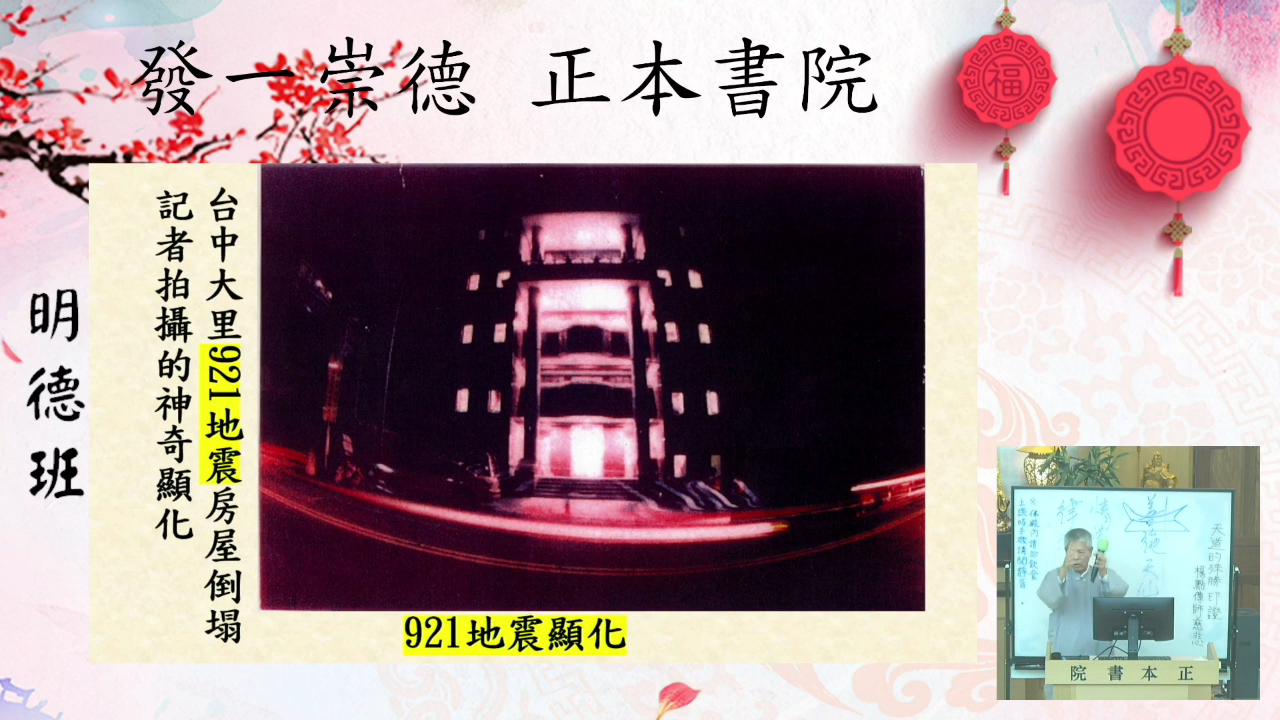 發一崇德 正本書院
福
明德班
台中大里921地震房屋倒塌
記者拍攝的神奇顯化
921地震顯化
天道的殊勝印證
院書本正